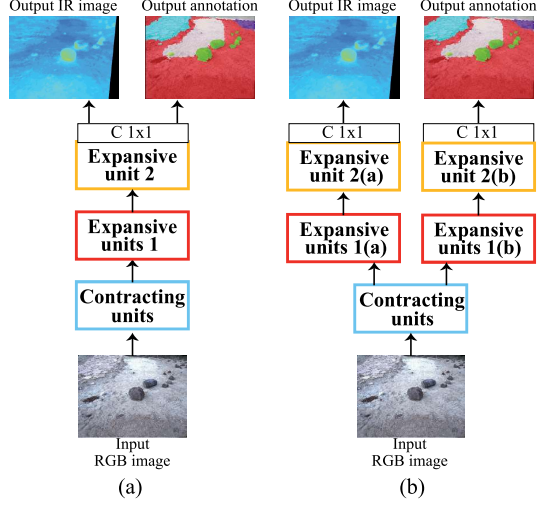 Output IR image
Output annotation
C 1x1
Expansive
unit 2
Expansive
units 1
Contracting
units
Input
RGB image
(a)
Output IR image
Output annotation
C 1x1
C 1x1
Expansive
unit 2(a)
Expansive
unit 2(b)
Expansive
units 1(a)
Expansive
units 1(b)
Contracting
units
Input
RGB image
(b)